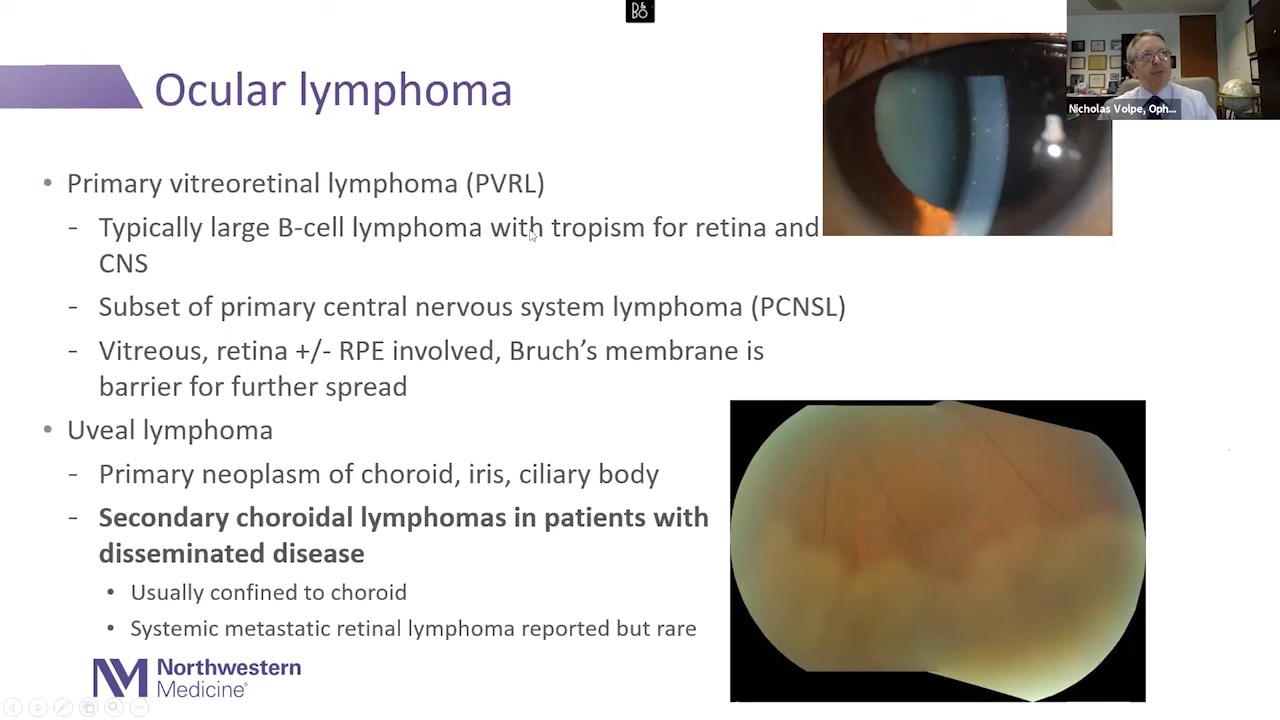 B&O
Ocular lymphoma
Nicholas Volpe, Oph...
• Primary vitreoretinal lymphoma (PVRL)
- Typically large B-cell lymphoma with tropism for retina and
CNS
- Subset of primary central nervous system lymphoma (PCNSL)
- Vitreous, retina +/- RPE involved, Bruch’s membrane is
barrier for further spread
• Uveal lymphoma
- Primary neoplasm of choroid, iris, ciliary body
- Secondary choroidal lymphomas in patients with
disseminated disease
• Usually confined to choroid
• Systemic metastatic retinal lymphoma reported but rare
NM Northwestern
Medicine®